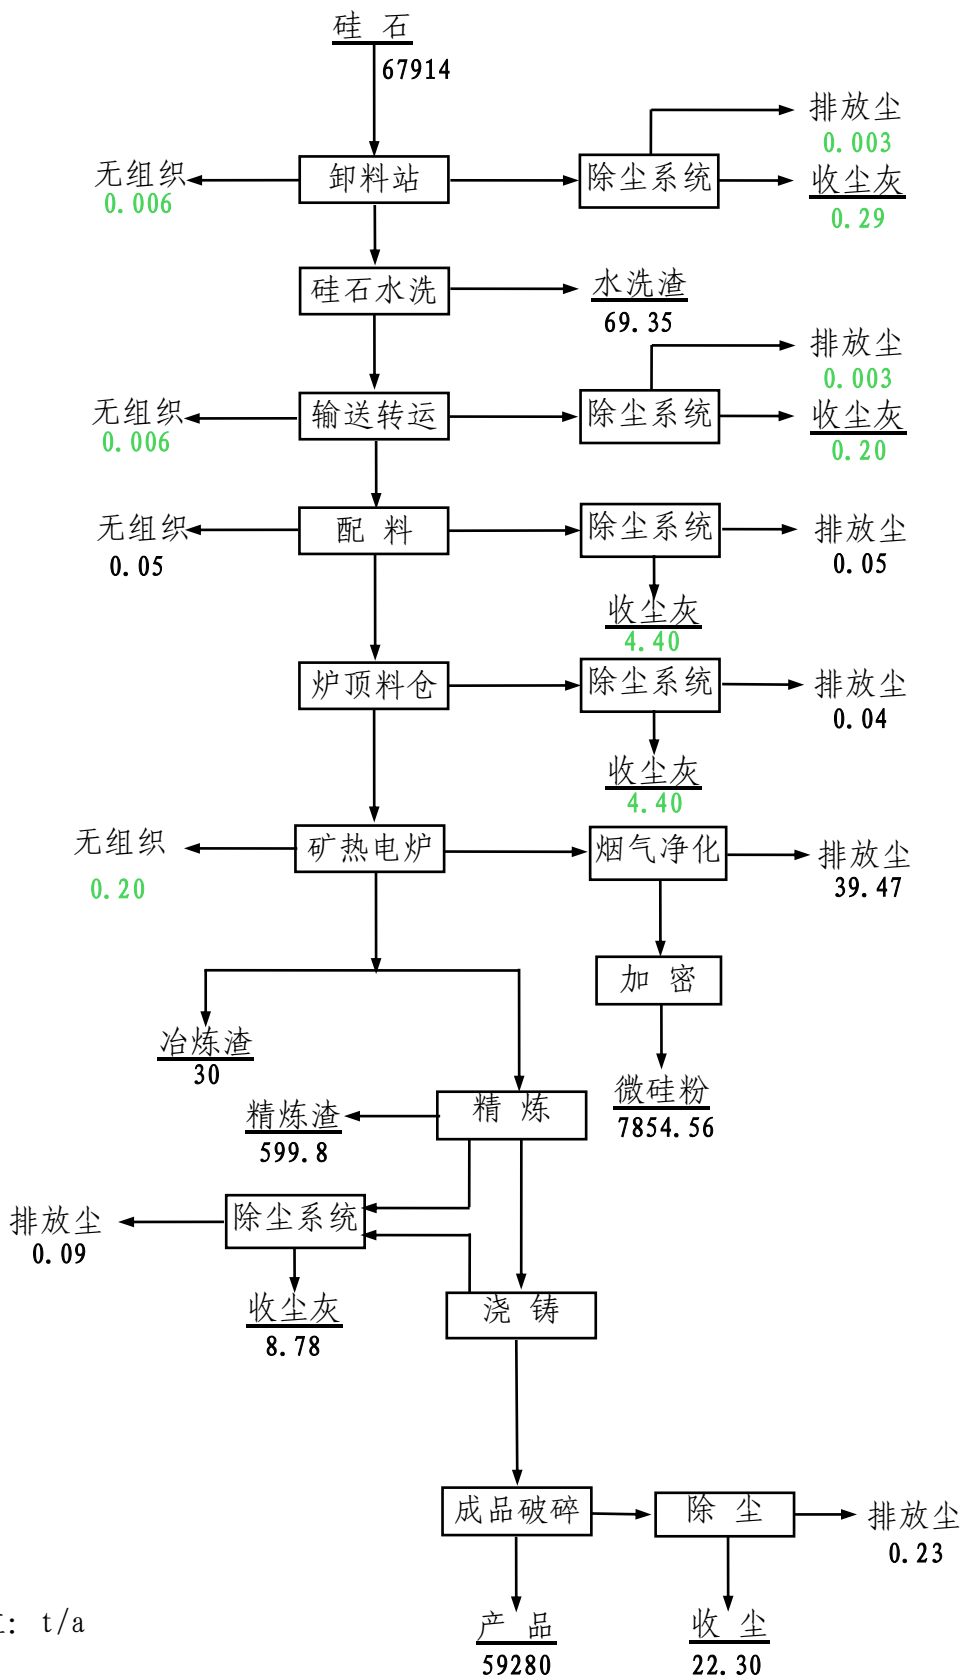 硅 石
67914
排放尘
0.003
无组织
卸料站
除尘系统
收尘灰
0.006
0.29
硅石水洗
水洗渣
69.35
排放尘
0.003
无组织
输送转运
除尘系统
收尘灰
0.006
0.20
无组织
配 料
除尘系统
排放尘
0.05
0.05
收尘灰
4.40
炉顶料仓
除尘系统
排放尘
0.04
收尘灰
4.40
无组织
矿热电炉
烟气净化
排放尘
0.20
39.47
加 密
冶炼渣
30
微硅粉
7854.56
精炼渣
599.8
精 炼
排放尘
0.09
除尘系统
收尘灰
8.78
浇 铸
成品破碎
除 尘
排放尘
0.23
: t/a
产 品
59280
收 尘
22.30